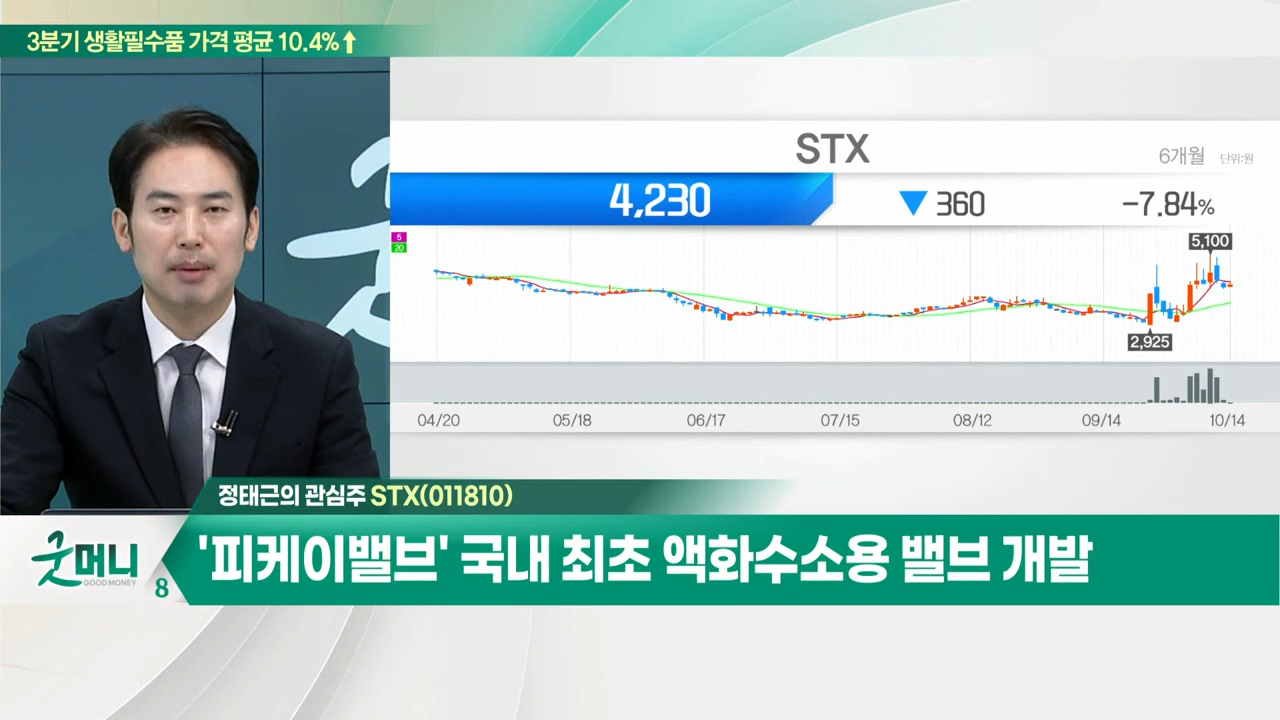 3분기 생활필수품 가격 평균 10.4%⬆
STX
6개월 단위:원
4,230 ▼ 360 -7.84%
5
20
5,100
2,925
04/20 05/18 06/17 07/15 08/12 09/14 10/14
정태근의 관심주 STX(011810)
'피케이밸브' 국내 최초 액화수소용 밸브 개발
굿머니
GOOD MONEY
8